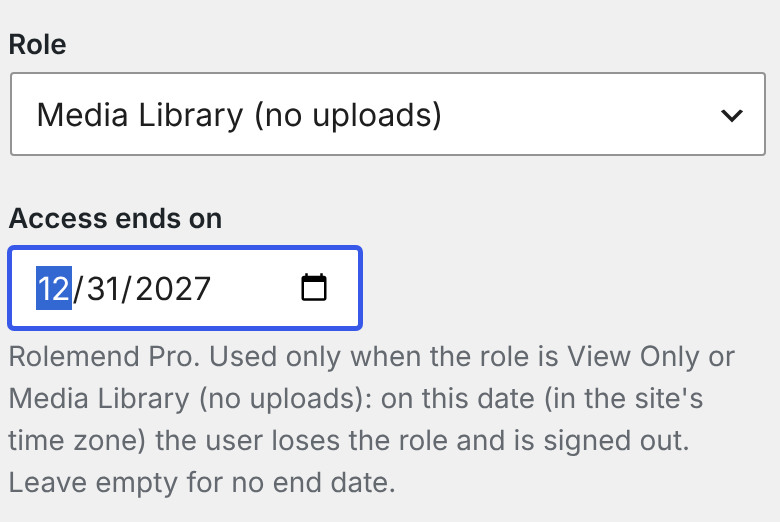 Role
Media Library (no uploads)
Access ends on
12/31/2027
Rolemend Pro. Used only when the role is View Only or
Media Library (no uploads): on this date (in the site's
time zone) the user loses the role and is signed out.
Leave empty for no end date.